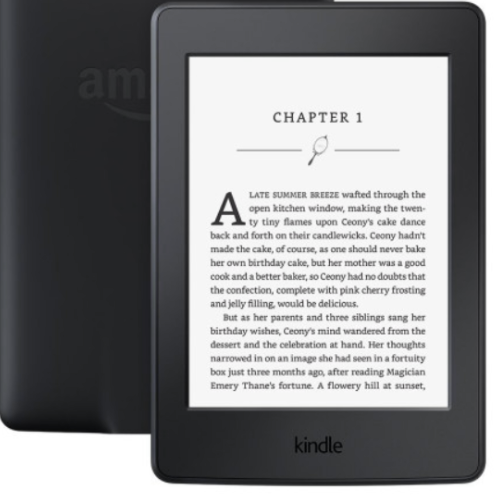 am
CHAPTER 1
A LATE SUMMER BREEZE wafted through the
open kitchen window, making the twen-
ty tiny flames upon Ceony's cake dance
back and forth on their candlewicks. Ceony hadn't
made the cake, of course, as one should never bake
her own birthday cake, but her mother was a good
cook and a better baker, so Ceony had no doubts that
the confection, complete with pink cherry frosting
and jelly filling, would be delicious.
But as her parents and three siblings sang her
birthday wishes, Ceony's mind wandered from the
dessert and the celebration at hand. Her thoughts
narrowed in on an image she had seen in a fortuity
box just three months ago, after reading Magician
Emery Thane's fortune. A flowery hill at sunset,
kindle